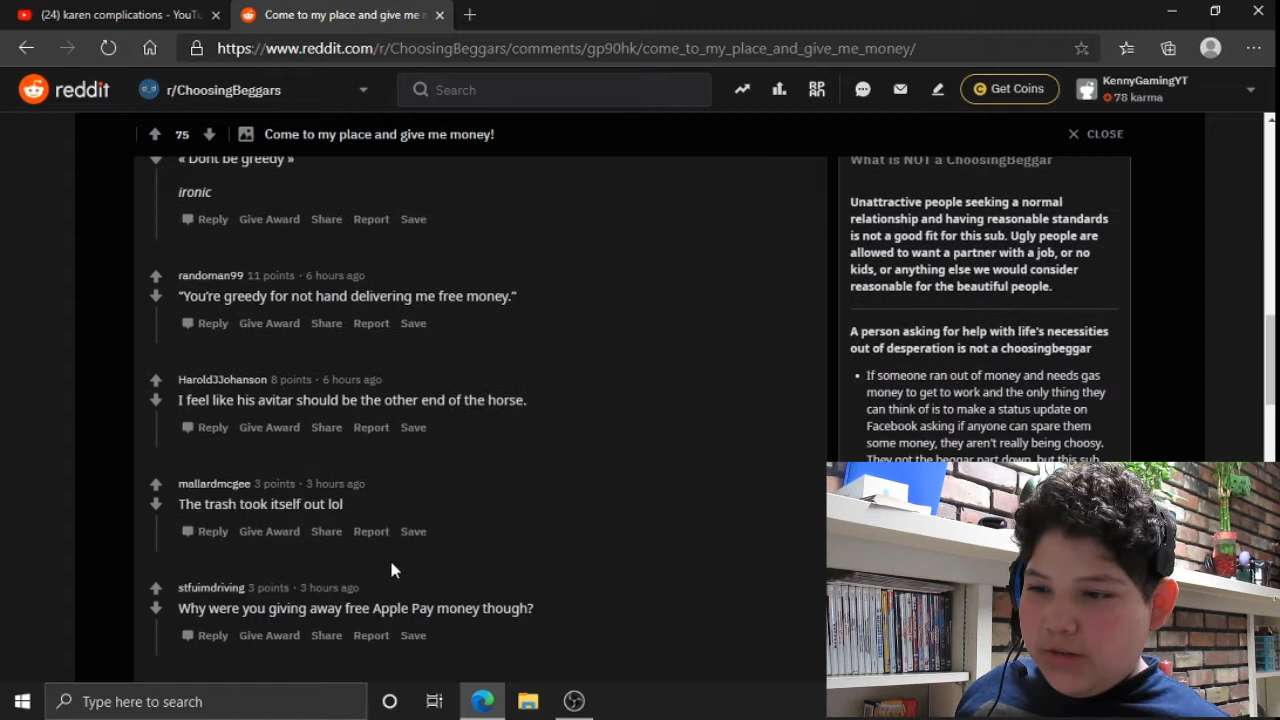 (24) karen complications - YouTu
Come to my place and give me
https://www.reddit.com/r/ChoosingBeggars/comments/gp90hk/come_to_my_place_and_give_me_money/
reddit
r/ChoosingBeggars
Search
Get Coins
KennyGamingYT
78 karma
75
Come to my place and give me money!
CLOSE
« Dont be greedy »
ironic
Reply Give Award Share Report Save
randoman99 11 points · 6 hours ago
“You're greedy for not hand delivering me free money.”
Reply Give Award Share Report Save
HaroldJJohanson 8 points · 6 hours ago
I feel like his avitar should be the other end of the horse.
Reply Give Award Share Report Save
mallardmcgee 3 points · 3 hours ago
The trash took itself out lol
Reply Give Award Share Report Save
stfuimdriving 3 points · 3 hours ago
Why were you giving away free Apple Pay money though?
Reply Give Award Share Report Save
What is NOT a ChoosingBeggar
Unattractive people seeking a normal
relationship and having reasonable standards
is not a good fit for this sub. Ugly people are
allowed to want a partner with a job, or no
kids, or anything else we would consider
reasonable for the beautiful people.
A person asking for help with life's necessities
out of desperation is not a choosingbeggar
• If someone ran out of money and needs gas
money to get to work and the only thing they
can think of is to make a status update on
Facebook asking if anyone can spare them
some money, they aren't really being choosy.
They got the beggar part down, but this sub
Type here to search